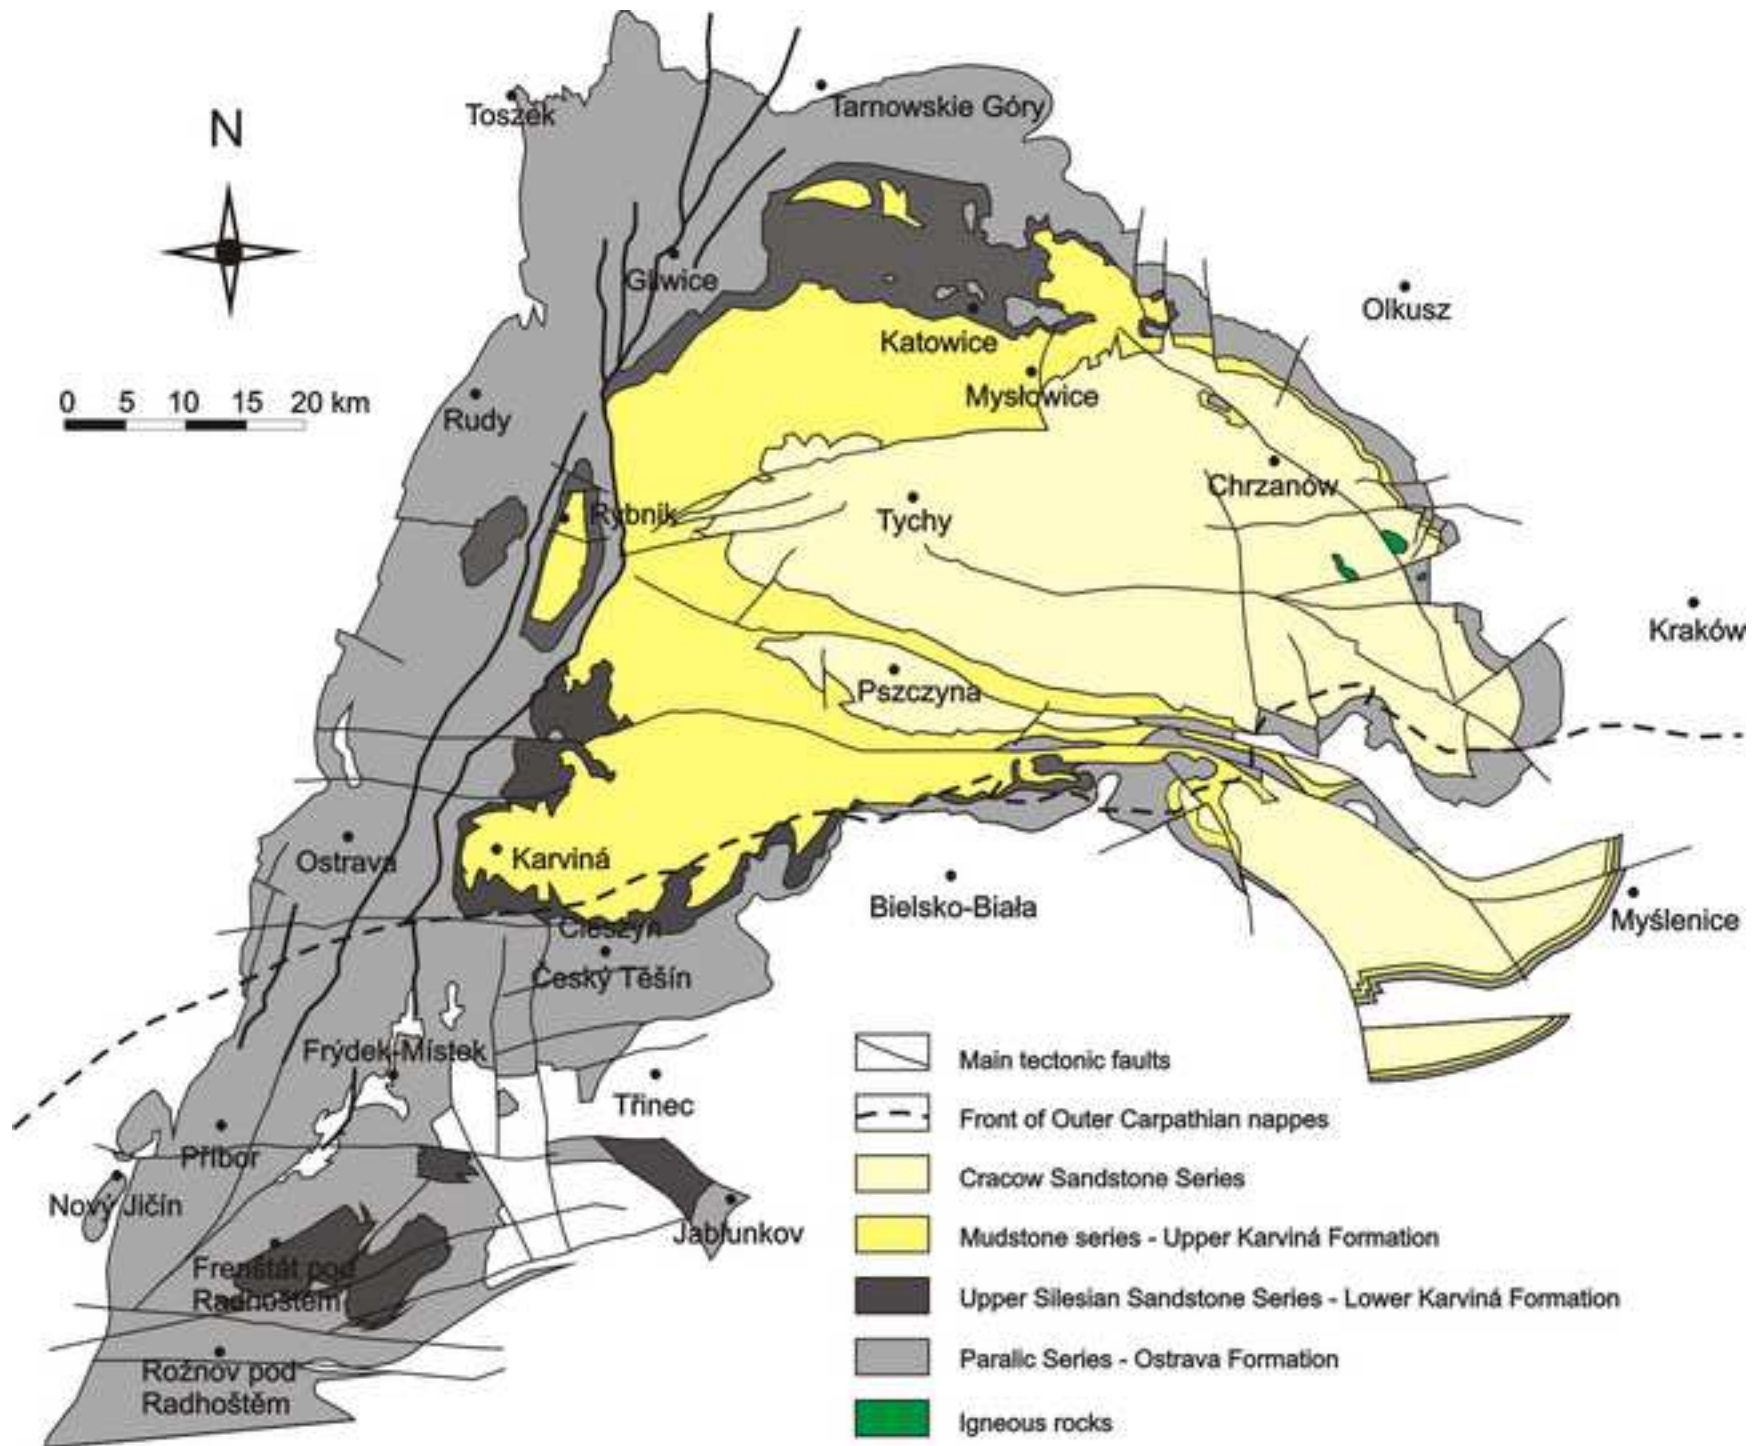 Tarnowskie Góry
Toszek
N
Gliwice
Olkusz
Katowice
0 5 10 15 20 km
Mysłowice
Rudy
Chrzanów
Rybnik
Tychy
Kraków
Pszczyna
Ostrava
Karviná
Bielsko-Biała
Myślenice
Cieszyn
Český Těšín
Frýdek-Místek
Třinec
Příbor
Nový Jičín
Jablunkov
Frenštát pod
Radhoštěm
Rožnov pod
Radhoštěm
Main tectonic faults
Front of Outer Carpathian nappes
Cracow Sandstone Series
Mudstone series - Upper Karviná Formation
Upper Silesian Sandstone Series - Lower Karviná Formation
Paralic Series - Ostrava Formation
Igneous rocks